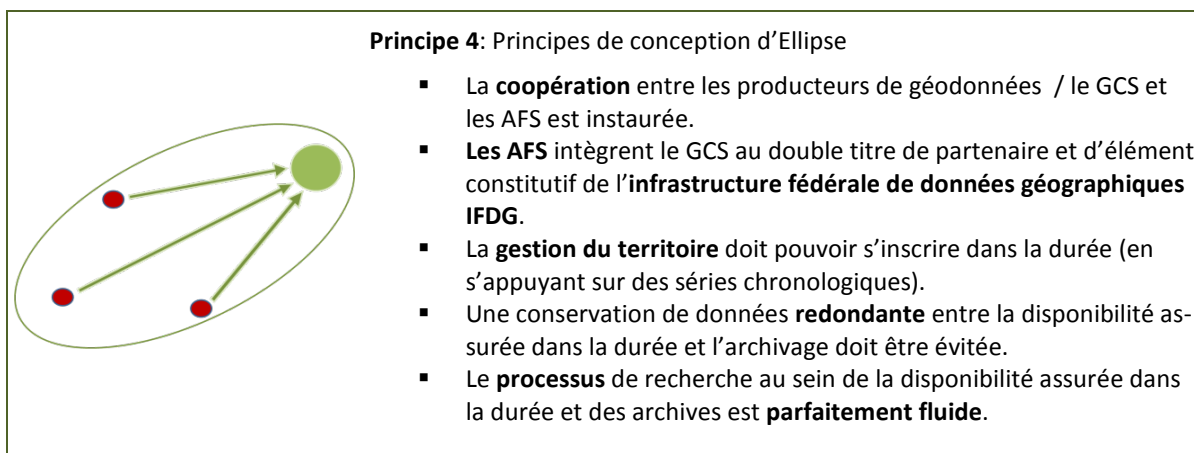 Principe 4: Principes de conception d’Ellipse
▪ La coopération entre les producteurs de géodonnées / le GCS et
les AFS est instaurée.
▪ Les AFS intègrent le GCS au double titre de partenaire et d’élément
constitutif de l’infrastructure fédérale de données géographiques
IFDG.
▪ La gestion du territoire doit pouvoir s’inscrire dans la durée (en
s’appuyant sur des séries chronologiques).
▪ Une conservation de données redondante entre la disponibilité as-
surée dans la durée et l’archivage doit être évitée.
▪ Le processus de recherche au sein de la disponibilité assurée dans
la durée et des archives est parfaitement fluide.